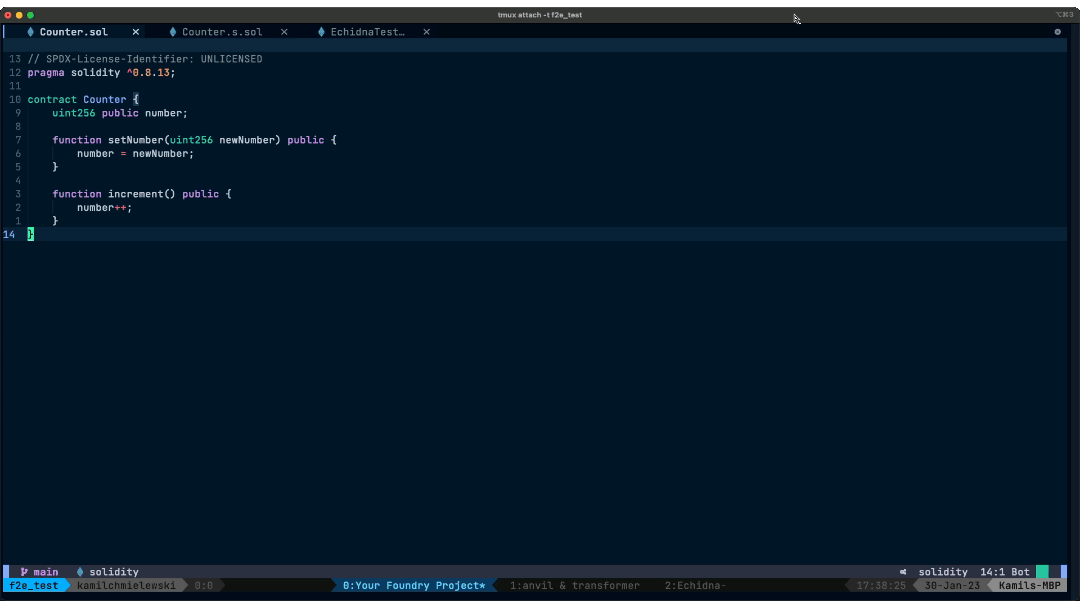 tmux attach -t f2e_test
⌥⌘3
Counter.sol × Counter.s.sol × EchidnaTest… ×
13 // SPDX-License-Identifier: UNLICENSED
12 pragma solidity ^0.8.13;
11
10 contract Counter {
9 uint256 public number;
8
7 function setNumber(uint256 newNumber) public {
6 number = newNumber;
5 }
4
3 function increment() public {
2 number++;
1 }
14 }
main solidity solidity 14:1 Bot
f2e_test kamilchmielewski 0:0 0:Your Foundry Project* 1:anvil & transformer 2:Echidna- 17:38:25 30-Jan-23 Kamils-MBP